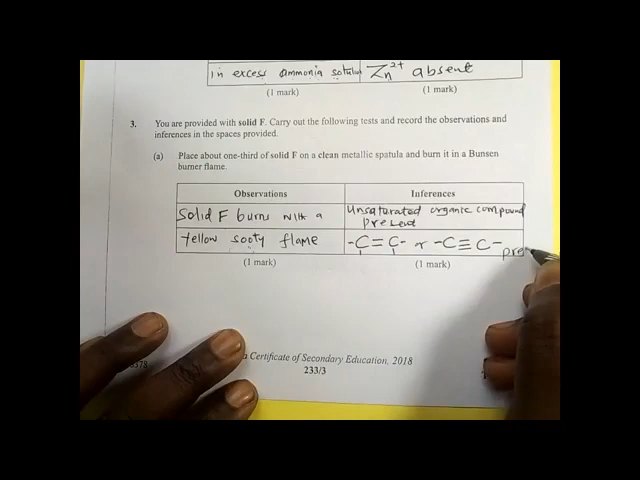 in excess ammonia solution Zn²⁺ absent
(1 mark) (1 mark)
3. You are provided with solid F. Carry out the following tests and record the observations and
inferences in the spaces provided.
(a) Place about one-third of solid F on a clean metallic spatula and burn it in a Bunsen
burner flame.
Observations Inferences
Solid F burns with a Unsaturated organic compound
present
Yellow sooty flame -C=C- or -C≡C- pre
(1 mark) (1 mark)
Certificate of Secondary Education, 2018
233/3